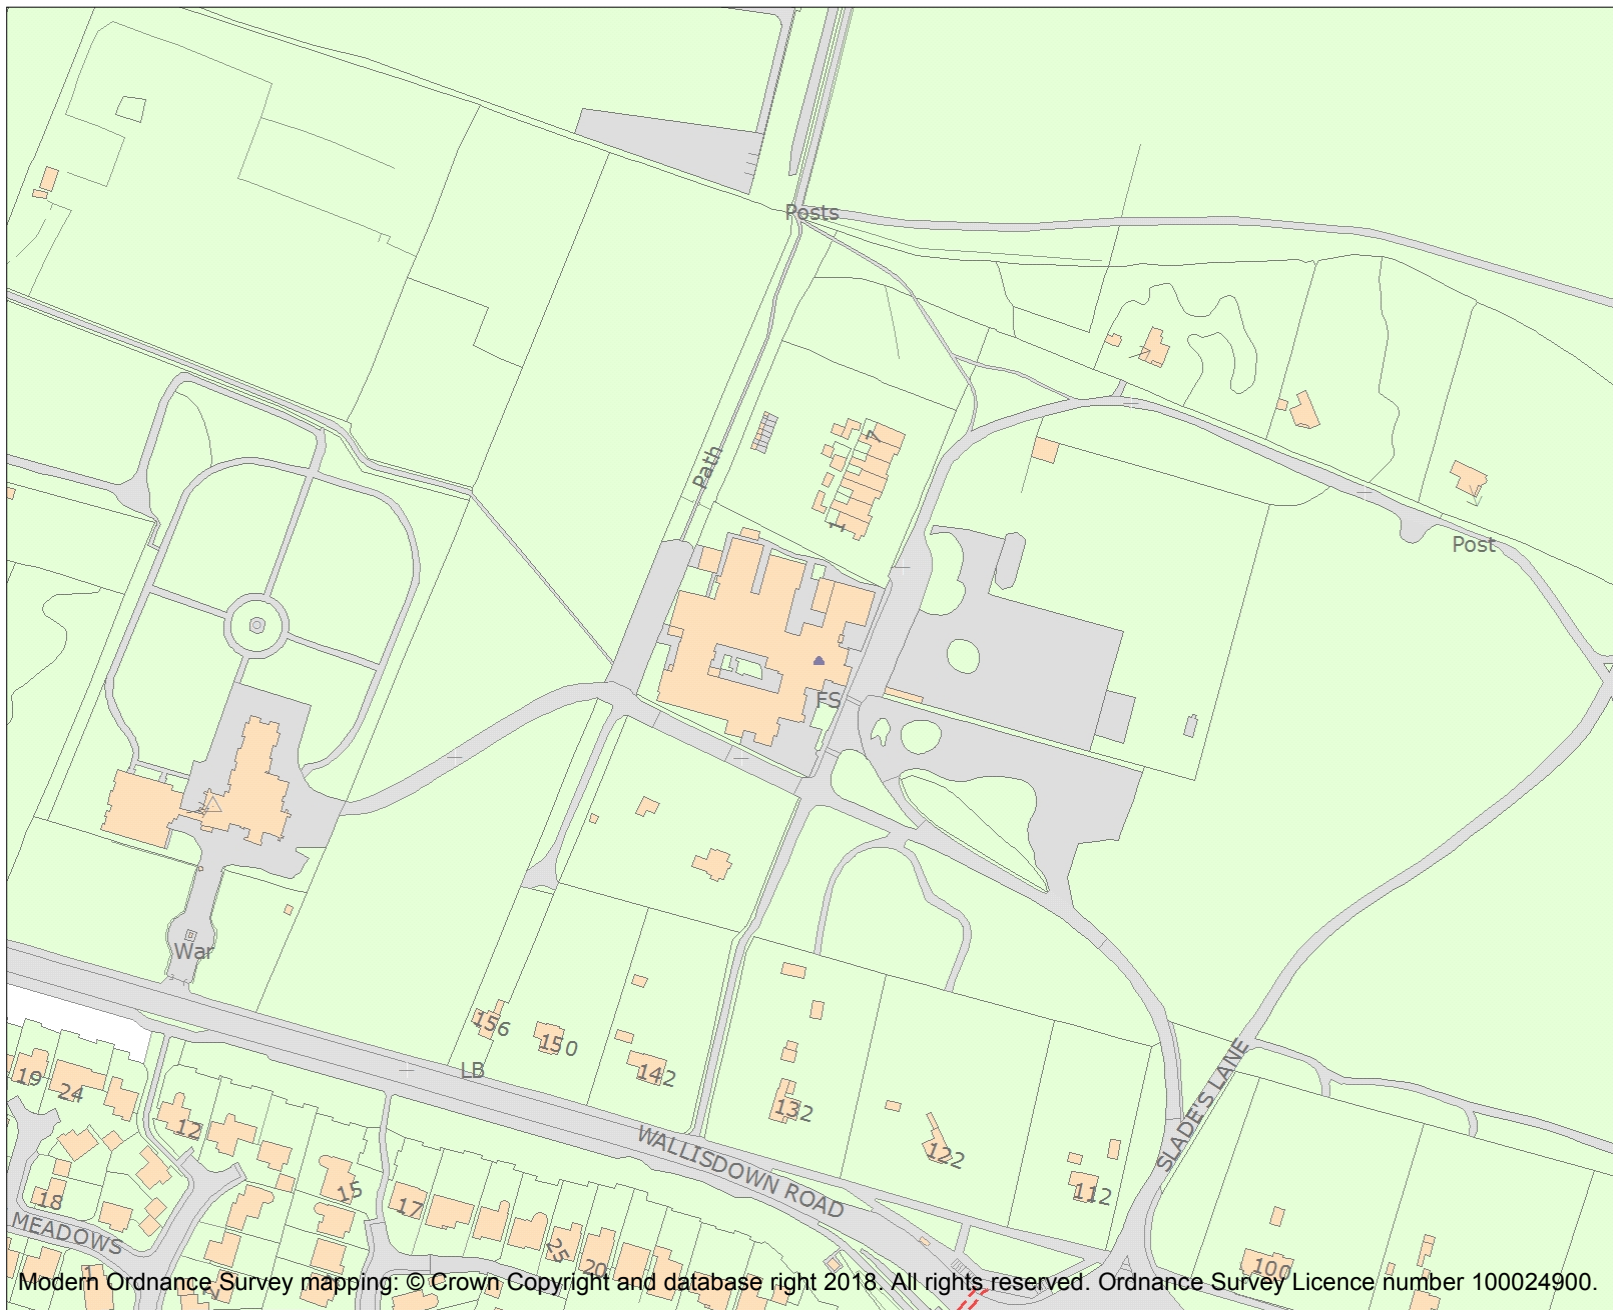 Posts
Path
7
1
Post
FS
War
156
150
LB
142
132
122
112
SLADE'S LANE
WALLISDOWN ROAD
19
24
12
15
17
18
25
20
100
MEADOWS
Modern Ordnance Survey mapping: © Crown Copyright and database right 2018. All rights reserved. Ordnance Survey Licence number 100024900.